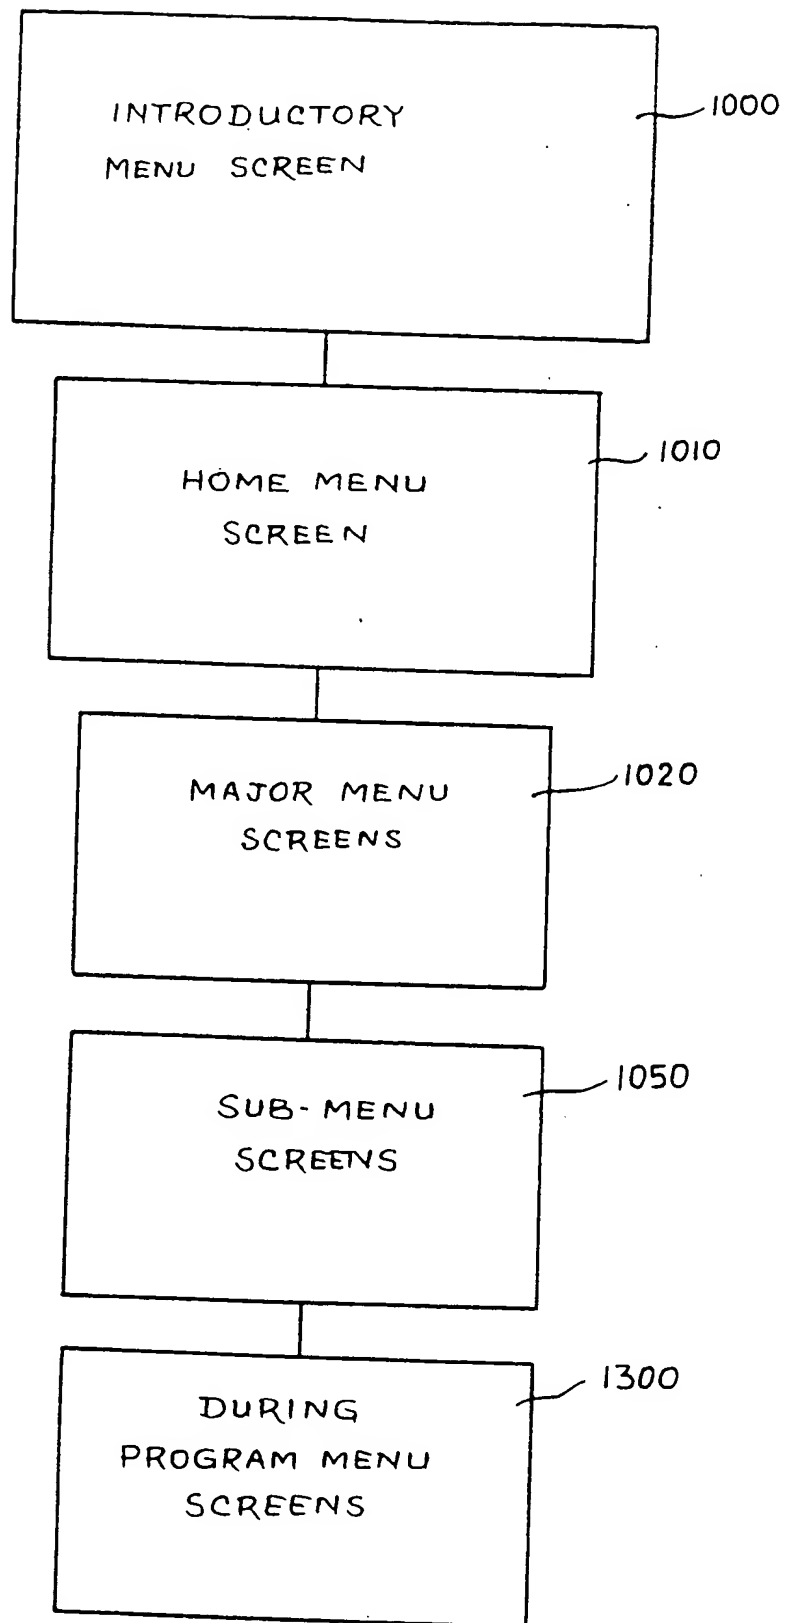 INTRODUCTORY
MENU SCREEN
1000
HOME MENU
SCREEN
1010
MAJOR MENU
SCREENS
1020
SUB-MENU
SCREENS
1050
DURING
PROGRAM MENU
SCREENS
1300